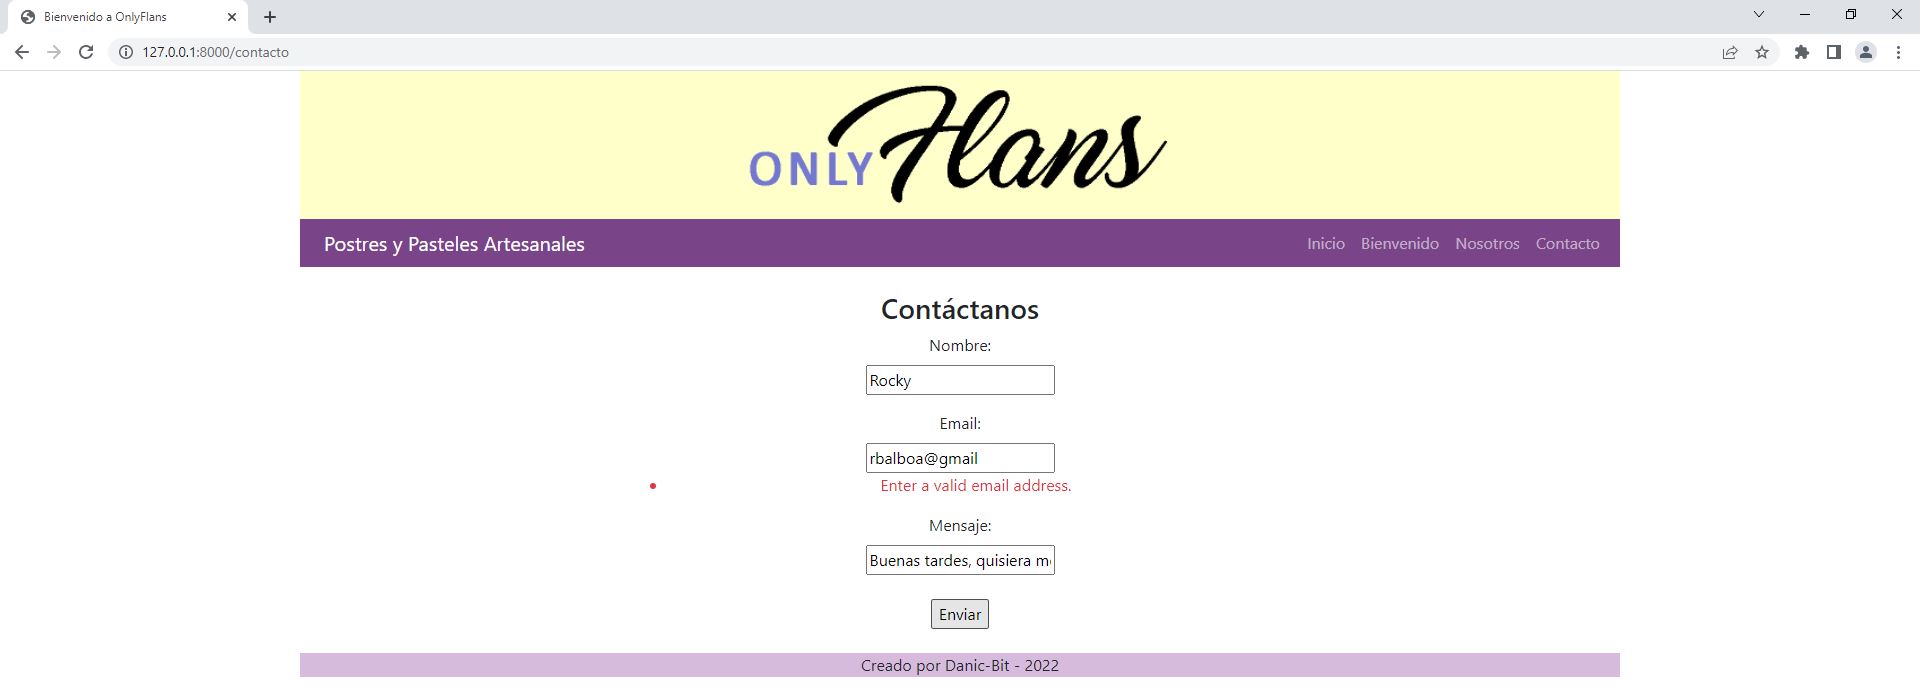 Bienvenido a OnlyFlans
127.0.0.1:8000/contacto
ONLY Flans
Postres y Pasteles Artesanales
Inicio Bienvenido Nosotros Contacto
Contáctanos
Nombre:
Rocky
Email:
rbalboa@gmail
Enter a valid email address.
Mensaje:
Buenas tardes, quisiera
Enviar
Creado por Danic-Bit - 2022